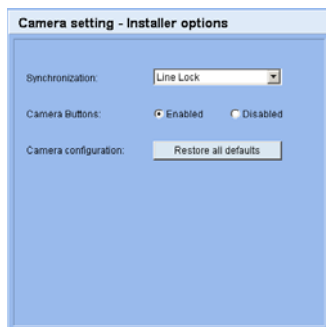 Camera setting - Installer options
Synchronization: Line Lock
Camera Buttons: Enabled Disabled
Camera configuration: Restore all defaults